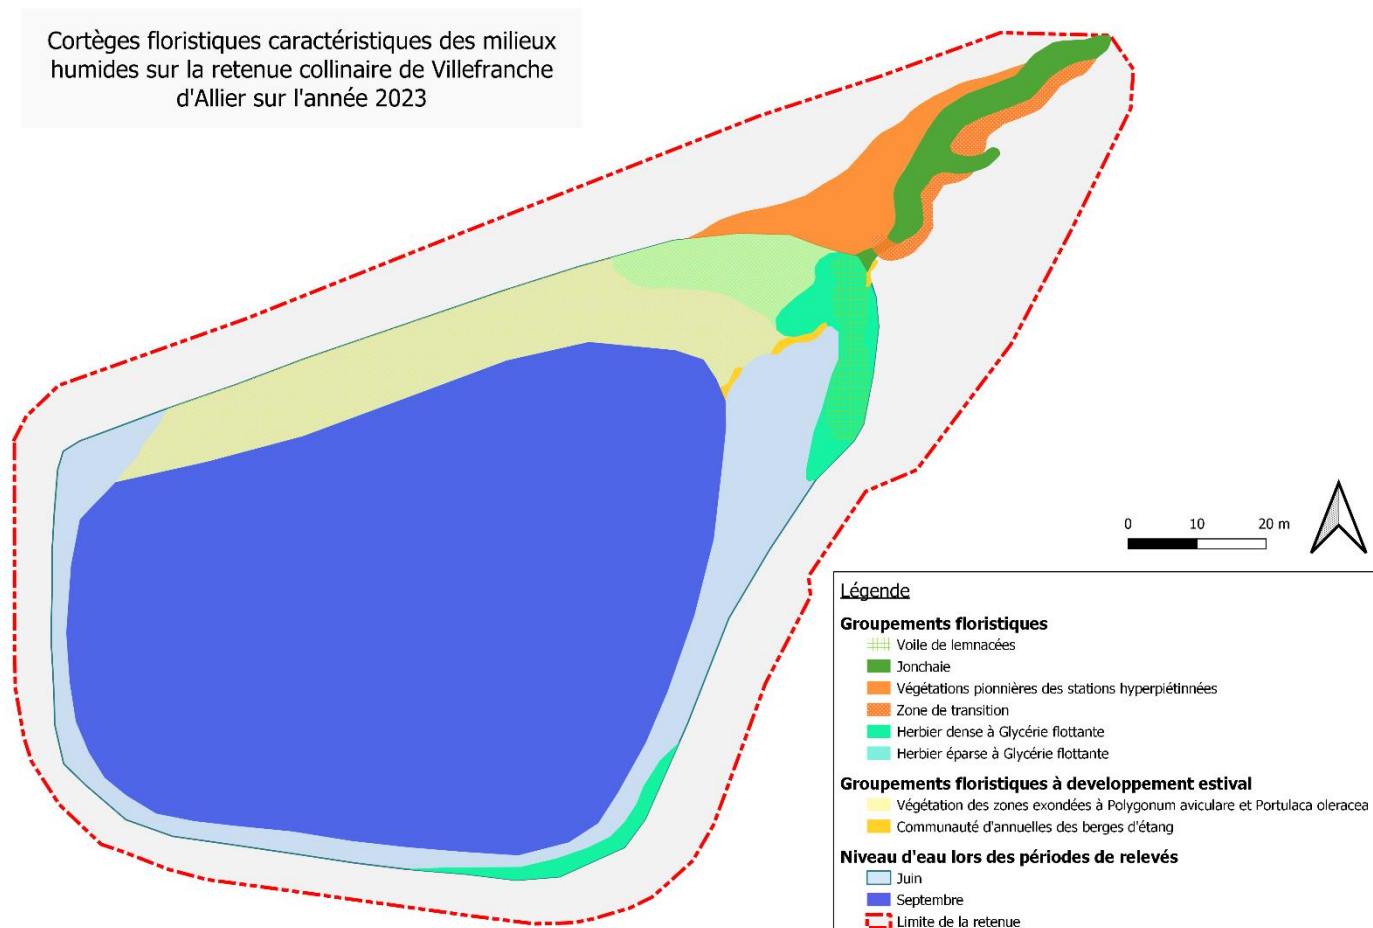 Cortèges floristiques caractéristiques des milieux
humides sur la retenue collinaire de Villefranche
d'Allier sur l'année 2023
0 10 20 m
Légende
Groupements floristiques
Voile de lemnacées
Jonchaie
Végétations pionnières des stations hyperpiétinnées
Zone de transition
Herbier dense à Glycérie flottante
Herbier éparse à Glycérie flottante
Groupements floristiques à developpement estival
Végétation des zones exondées à Polygonum aviculare et Portulaca oleracea
Communauté d'annuelles des berges d'étang
Niveau d'eau lors des périodes de relevés
Juin
Septembre
Limite de la retenue